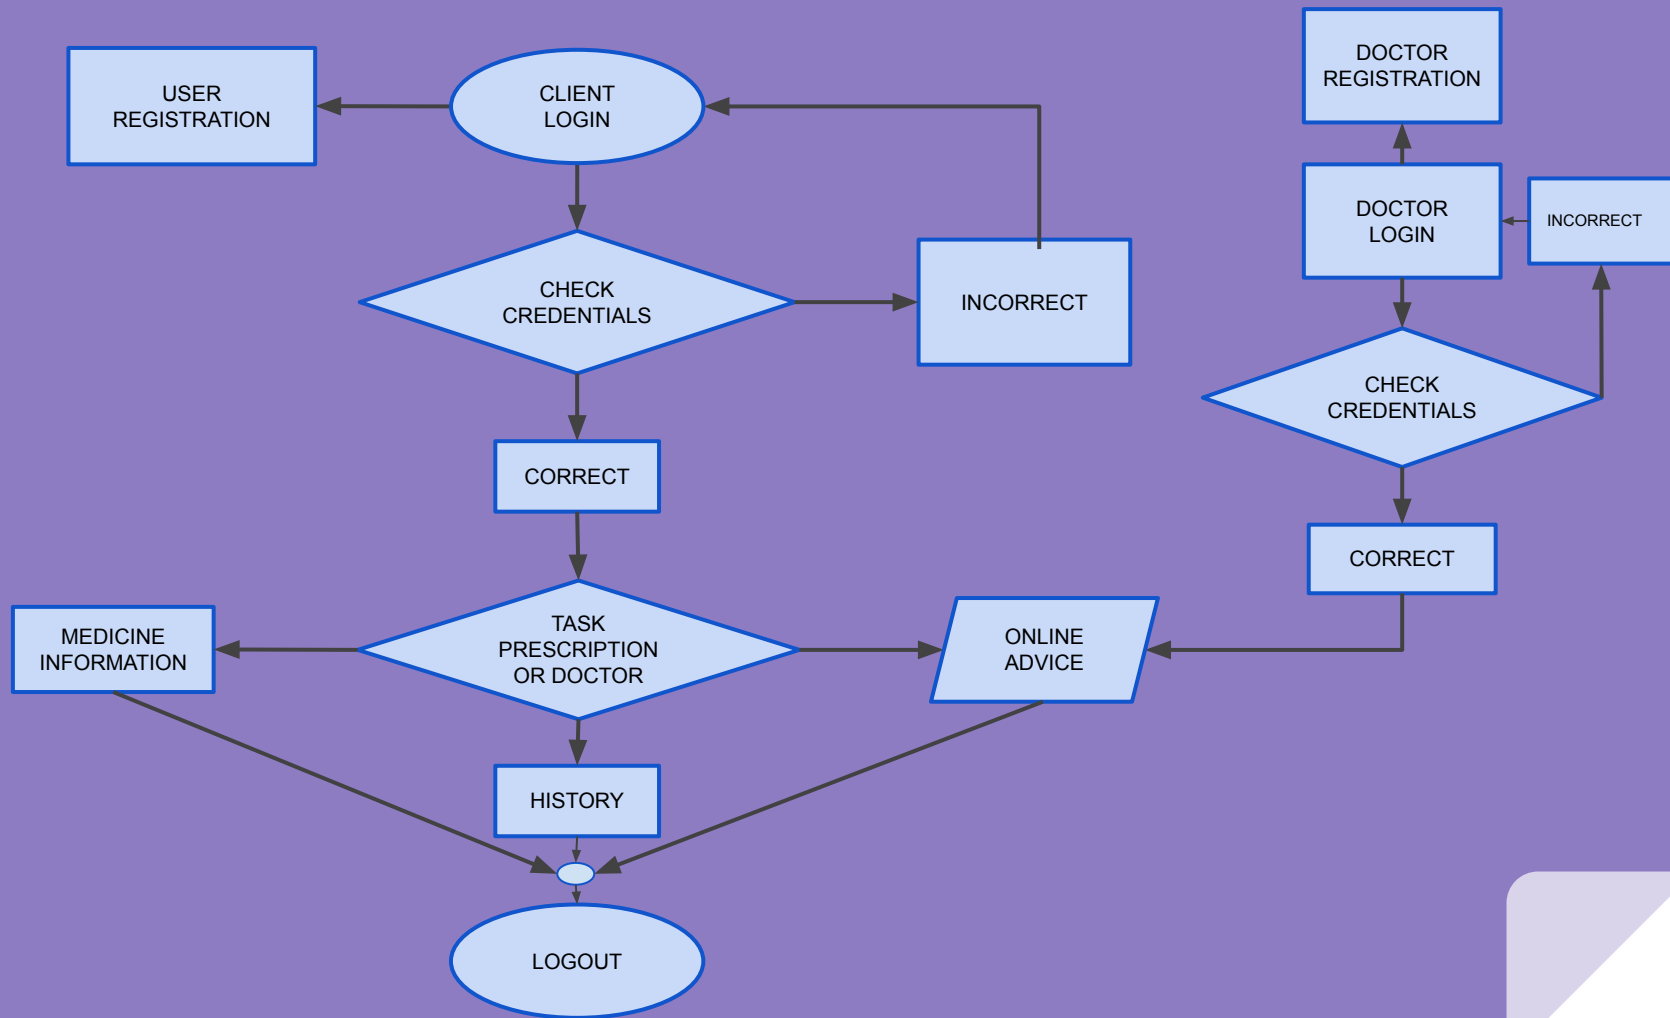 USER
REGISTRATION
CLIENT
LOGIN
DOCTOR
REGISTRATION
DOCTOR
LOGIN
INCORRECT
CHECK
CREDENTIALS
INCORRECT
CHECK
CREDENTIALS
CORRECT
CORRECT
MEDICINE
INFORMATION
TASK
PRESCRIPTION
OR DOCTOR
ONLINE
ADVICE
HISTORY
LOGOUT